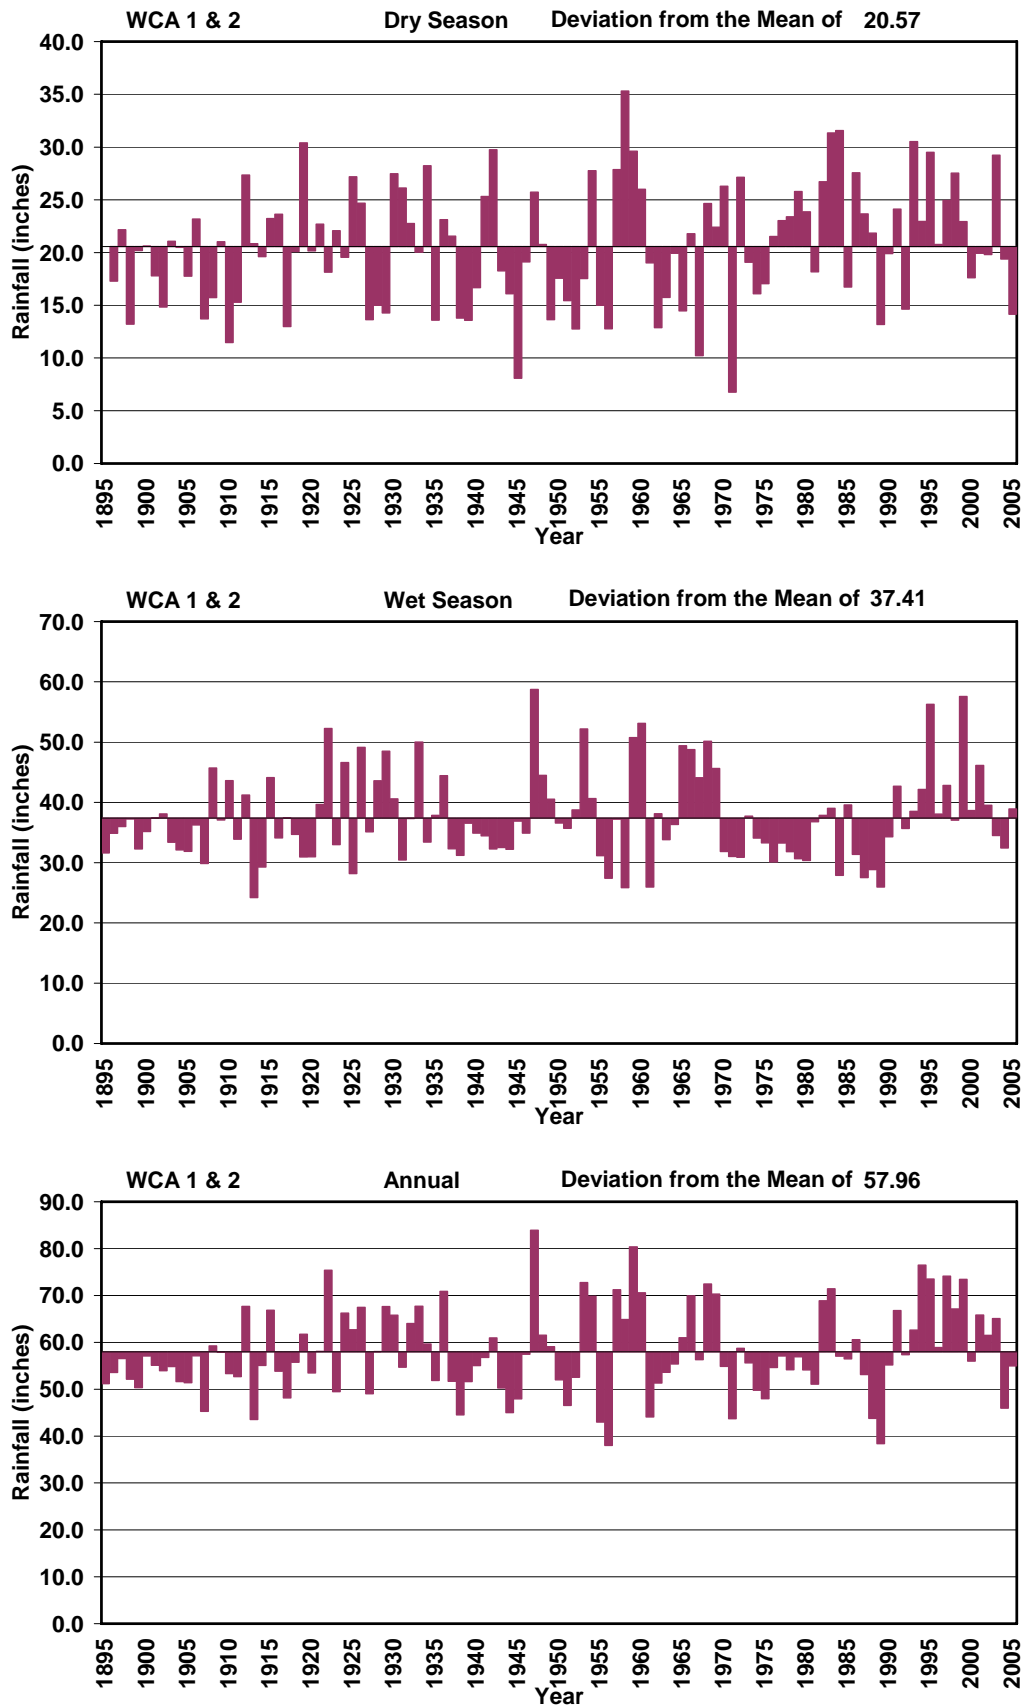 WCA 1 & 2 Dry Season Deviation from the Mean of 20.57
40.0
35.0
30.0
25.0
20.0
15.0
10.0
5.0
0.0
Rainfall (inches)
1895 1900 1905 1910 1915 1920 1925 1930 1935 1940 1945 1950 1955 1960 1965 1970 1975 1980 1985 1990 1995 2000 2005
Year
WCA 1 & 2 Wet Season Deviation from the Mean of 37.41
70.0
60.0
50.0
40.0
30.0
20.0
10.0
0.0
Rainfall (inches)
1895 1900 1905 1910 1915 1920 1925 1930 1935 1940 1945 1950 1955 1960 1965 1970 1975 1980 1985 1990 1995 2000 2005
Year
WCA 1 & 2 Annual Deviation from the Mean of 57.96
90.0
80.0
70.0
60.0
50.0
40.0
30.0
20.0
10.0
0.0
Rainfall (inches)
1895 1900 1905 1910 1915 1920 1925 1930 1935 1940 1945 1950 1955 1960 1965 1970 1975 1980 1985 1990 1995 2000 2005
Year